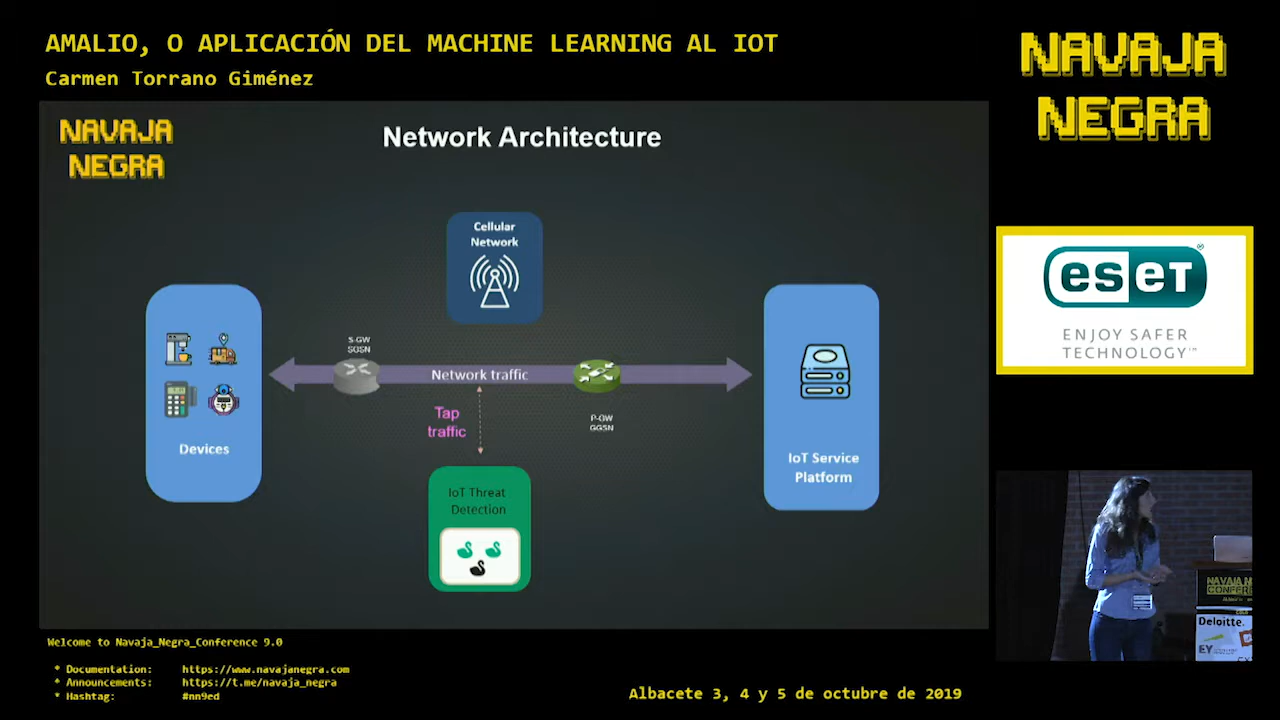 AMALIO, O APLICACIÓN DEL MACHINE LEARNING AL IOT
Carmen Torrano Giménez
NAVAJA
NEGRA
NAVAJA
NEGRA
Network Architecture
Cellular
Network
S-GW
SGSN
Network traffic
P-GW
GGSN
Tap
traffic
Devices
IoT Threat
Detection
IoT Service
Platform
eset
®
ENJOY SAFER
TECHNOLOGY™
Deloitte.
EY
Welcome to Navaja_Negra_Conference 9.0
* Documentation: https://www.navajanegra.com
* Announcements: https://t.me/navaja_negra
* Hashtag: #nn9ed
Albacete 3, 4 y 5 de octubre de 2019